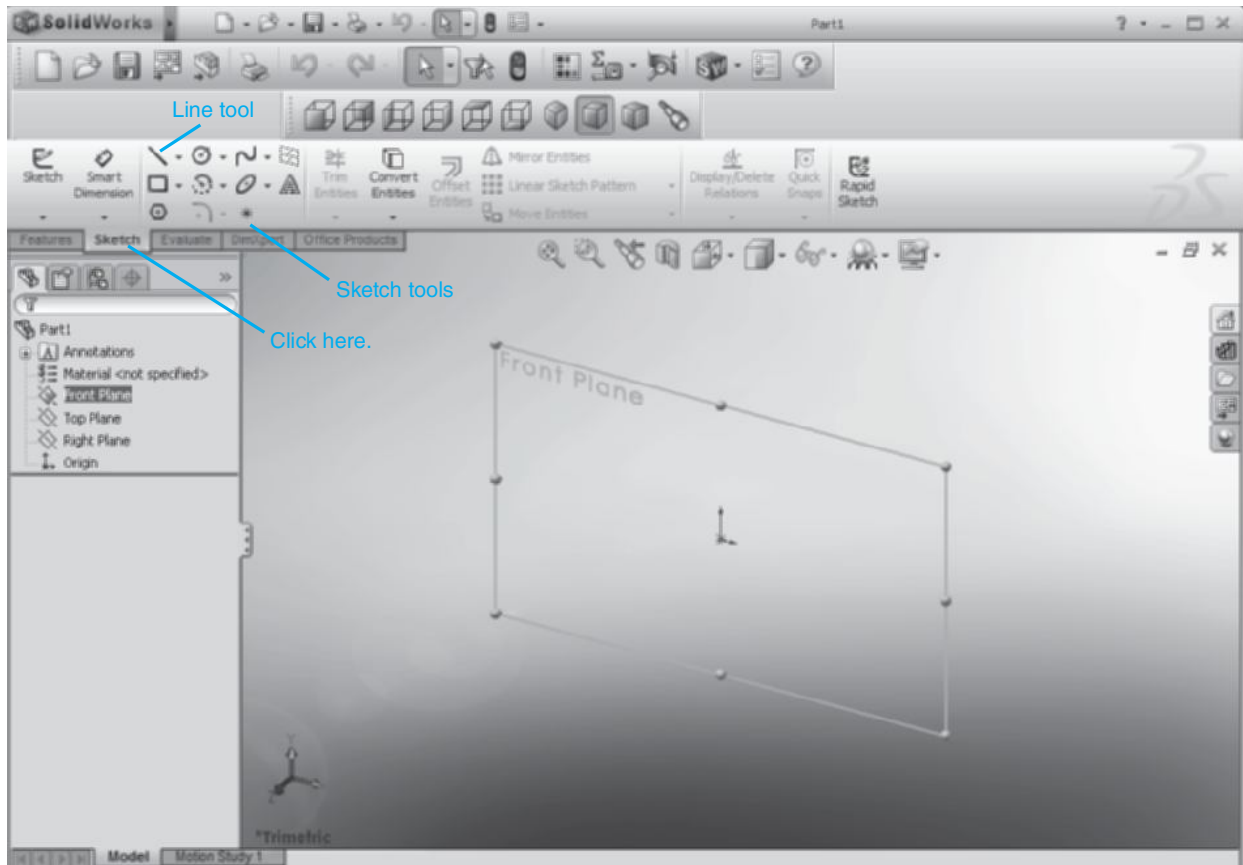 SolidWorks
Part1
Line tool
Sketch
Smart Dimension
Trim Entities
Convert Entities
Offset Entities
Mirror Entities
Linear Sketch Pattern
Move Entities
Display/Delete Relations
Quick Snaps
Rapid Sketch
Features
Sketch
Evaluate
DimXpert
Office Products
Sketch tools
Click here.
Part1
Annotations
Material <not specified>
Front Plane
Top Plane
Right Plane
Origin
Front Plane
Y
Z
*Trimetric
Model
Motion Study 1